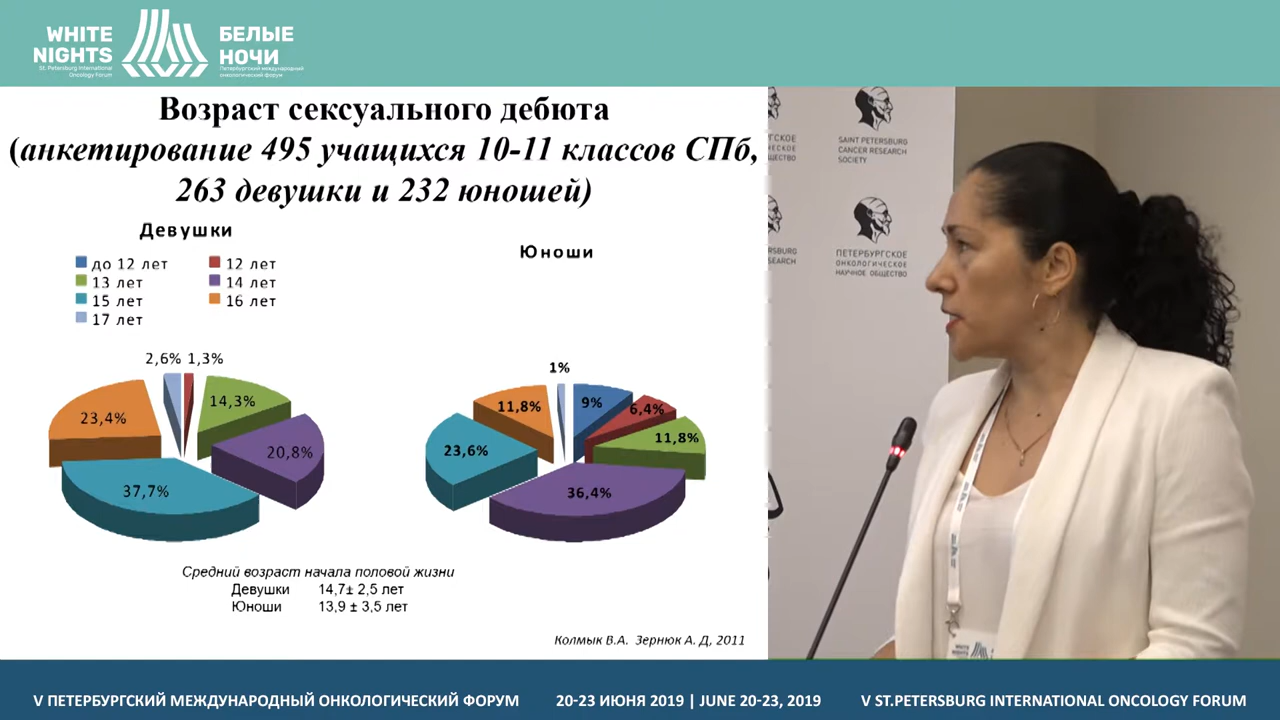 WHITE
NIGHTS
St. Petersburg International
Oncology Forum
БЕЛЫЕ
НОЧИ
Петербургский международный
онкологический форум
Возраст сексуального дебюта
(анкетирование 495 учащихся 10-11 классов СПб,
263 девушки и 232 юношей)
Девушки
до 12 лет
12 лет
13 лет
14 лет
15 лет
16 лет
17 лет
2,6%
1,3%
14,3%
20,8%
37,7%
23,4%
Юноши
1%
9%
6,4%
11,8%
36,4%
23,6%
11,8%
Средний возраст начала половой жизни
Девушки 14,7± 2,5 лет
Юноши 13,9 ± 3,5 лет
Колмык В.А. Зернюк А. Д, 2011
SAINT PETERSBURG
CANCER RESEARCH
SOCIETY
ПЕТЕРБУРГСКОЕ
ОНКОЛОГИЧЕСКОЕ
НАУЧНОЕ ОБЩЕСТВО
V ПЕТЕРБУРГСКИЙ МЕЖДУНАРОДНЫЙ ОНКОЛОГИЧЕСКИЙ ФОРУМ
20-23 ИЮНЯ 2019 | JUNE 20-23, 2019
V ST.PETERSBURG INTERNATIONAL ONCOLOGY FORUM